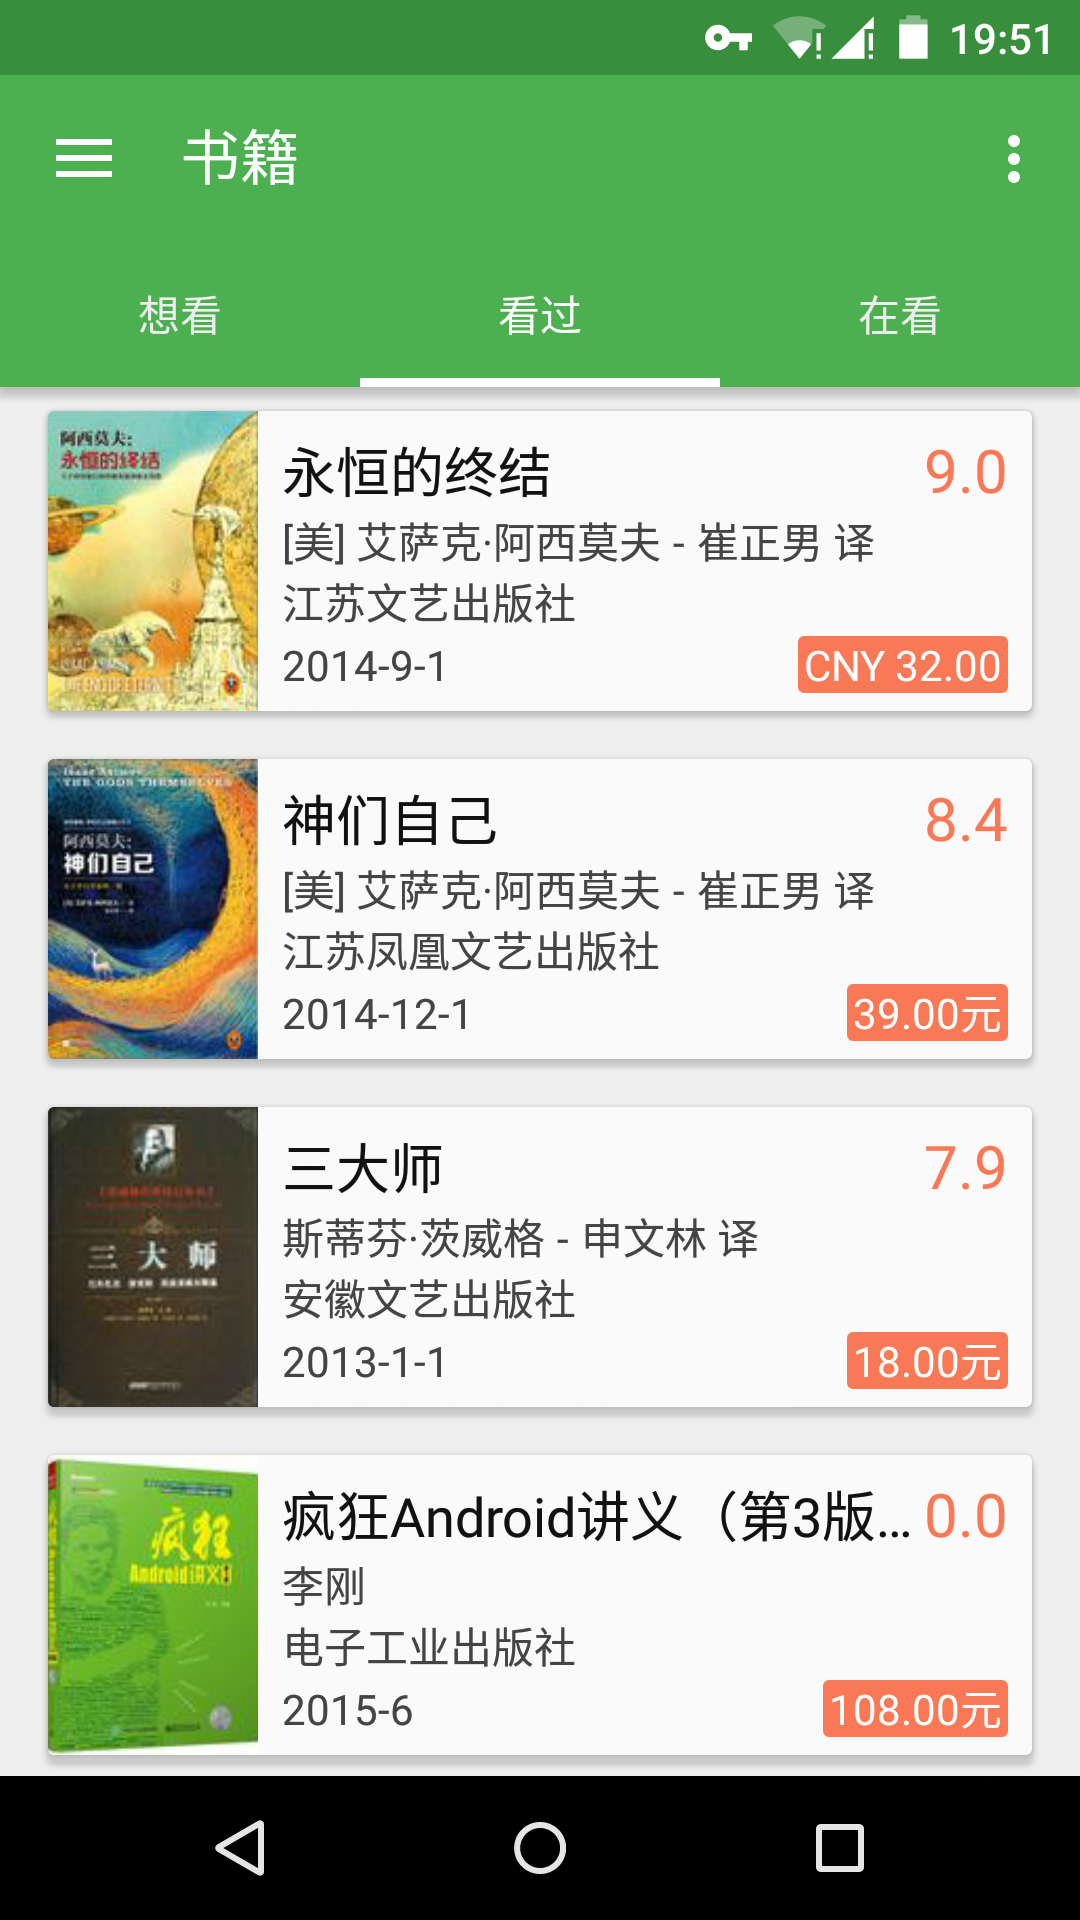 19:51
书籍
想看
看过
在看
阿西莫夫:
永恒的终结
永恒的终结
9.0
[美] 艾萨克·阿西莫夫 - 崔正男 译
江苏文艺出版社
2014-9-1
CNY 32.00
THE GODS THEMSELVES
阿西莫夫:
神们自己
神们自己
8.4
[美] 艾萨克·阿西莫夫 - 崔正男 译
江苏凤凰文艺出版社
2014-12-1
39.00元
三大师
三大师
7.9
斯蒂芬·茨威格 - 申文林 译
安徽文艺出版社
2013-1-1
18.00元
疯狂
Android讲义
疯狂Android讲义（第3版...
0.0
李刚
电子工业出版社
2015-6
108.00元